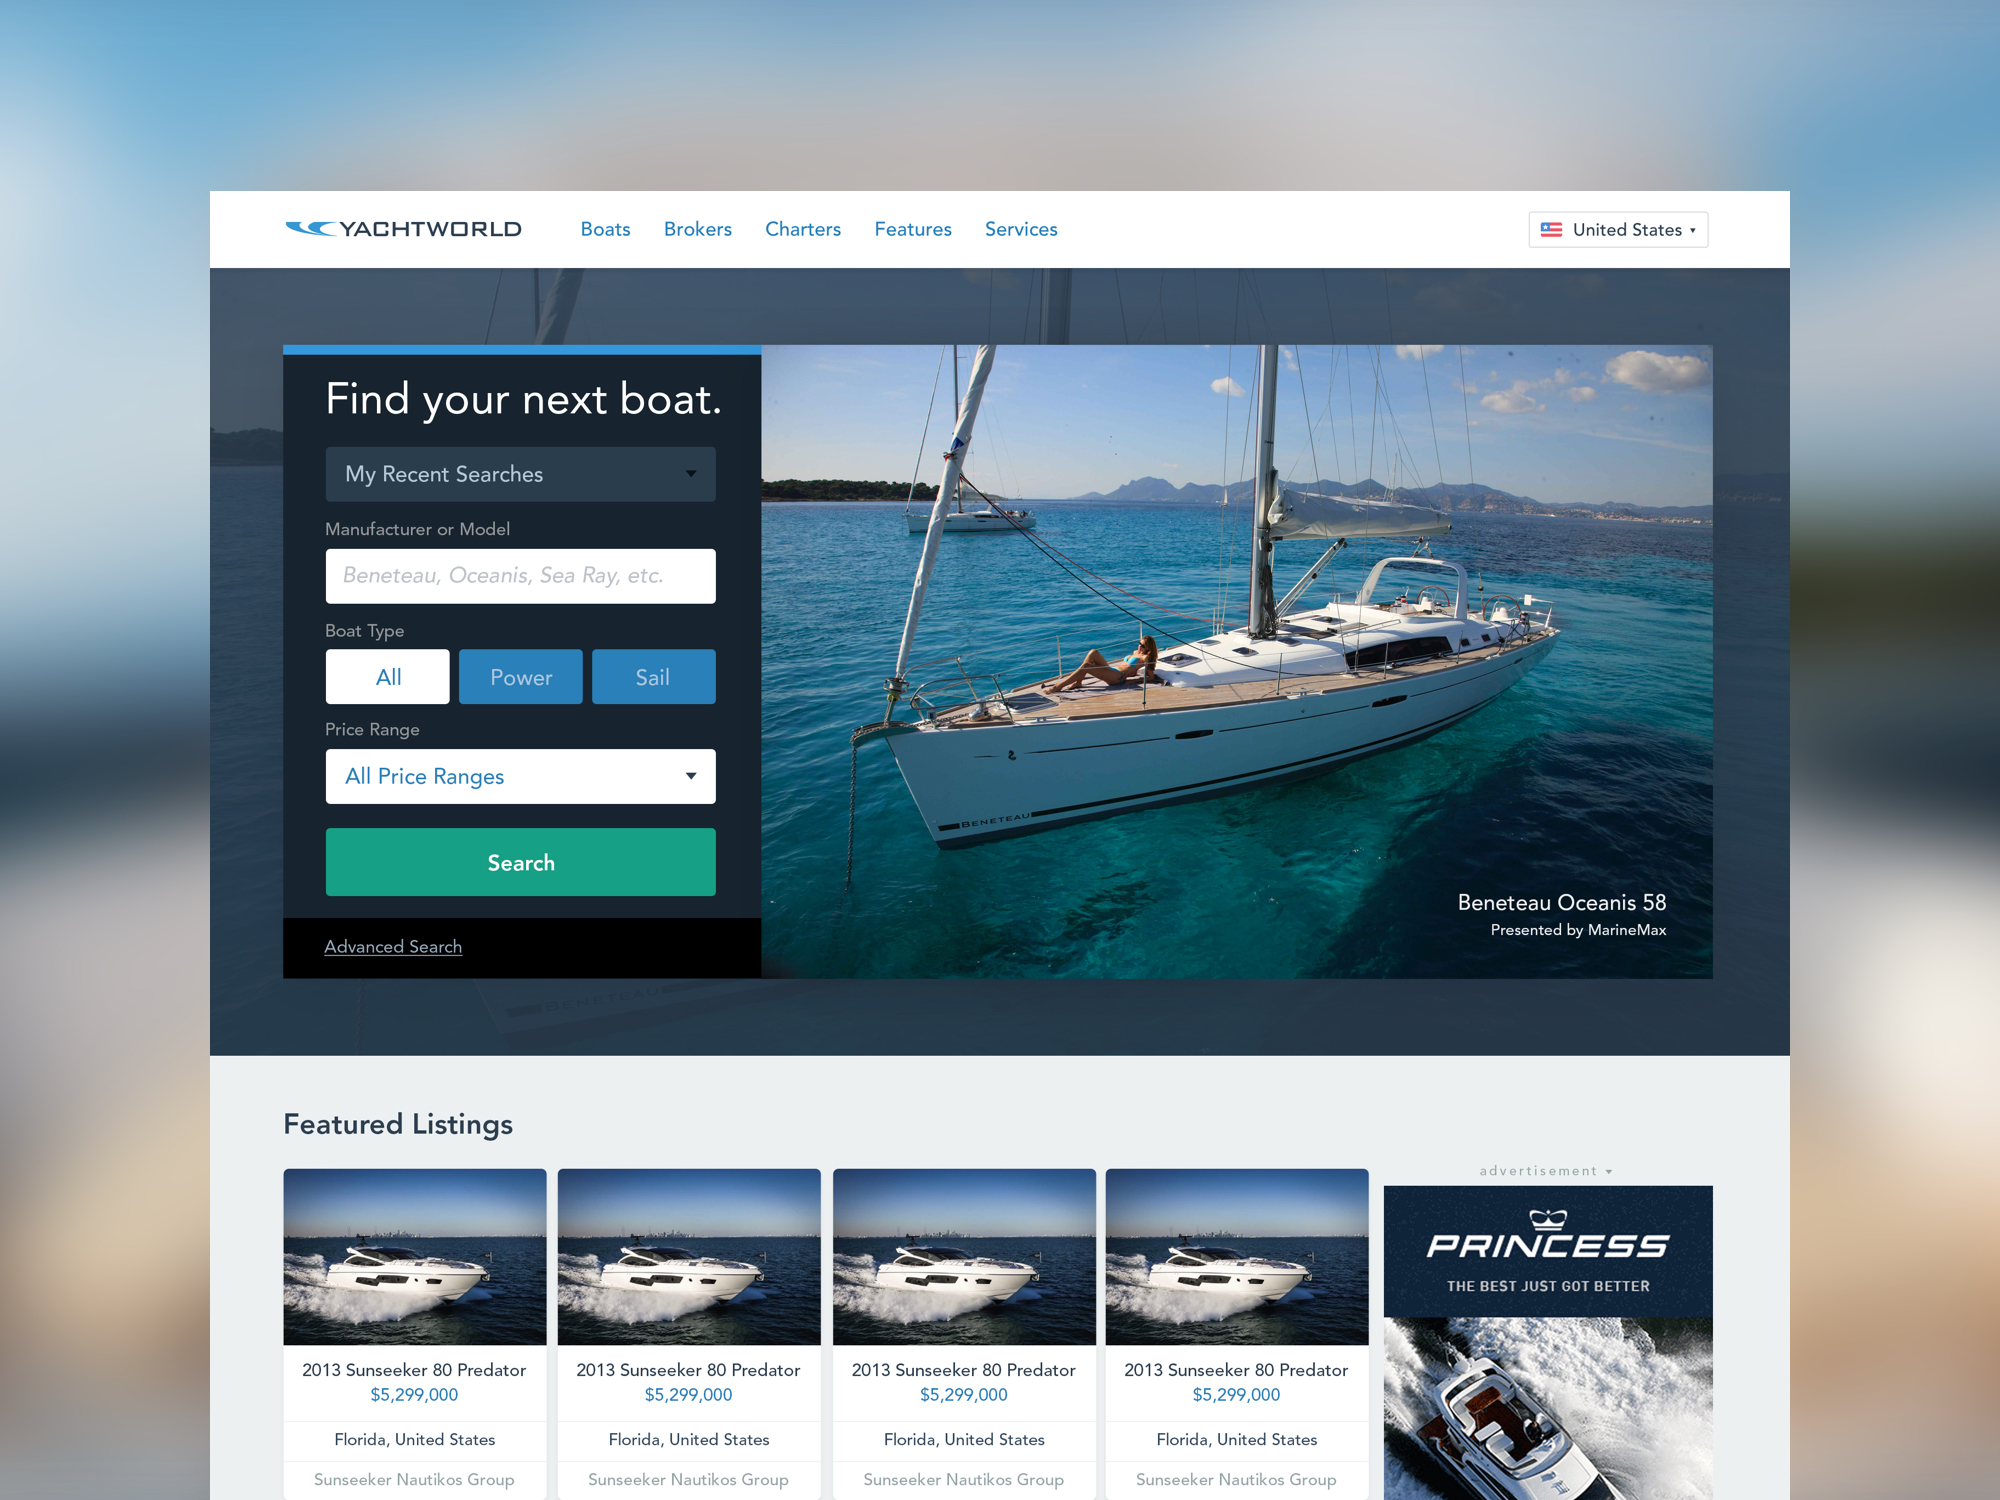 YACHTWORLD
Boats Brokers Charters Features Services
United States
Find your next boat.
My Recent Searches
Manufacturer or Model
Beneteau, Oceanis, Sea Ray, etc.
Boat Type
All Power Sail
Price Range
All Price Ranges
Search
Advanced Search
BENETEAU
Beneteau Oceanis 58
Presented by MarineMax
BENETEAU
Featured Listings
2013 Sunseeker 80 Predator
$5,299,000
Florida, United States
Sunseeker Nautikos Group
2013 Sunseeker 80 Predator
$5,299,000
Florida, United States
Sunseeker Nautikos Group
2013 Sunseeker 80 Predator
$5,299,000
Florida, United States
Sunseeker Nautikos Group
2013 Sunseeker 80 Predator
$5,299,000
Florida, United States
Sunseeker Nautikos Group
advertisement
PRINCESS
THE BEST JUST GOT BETTER